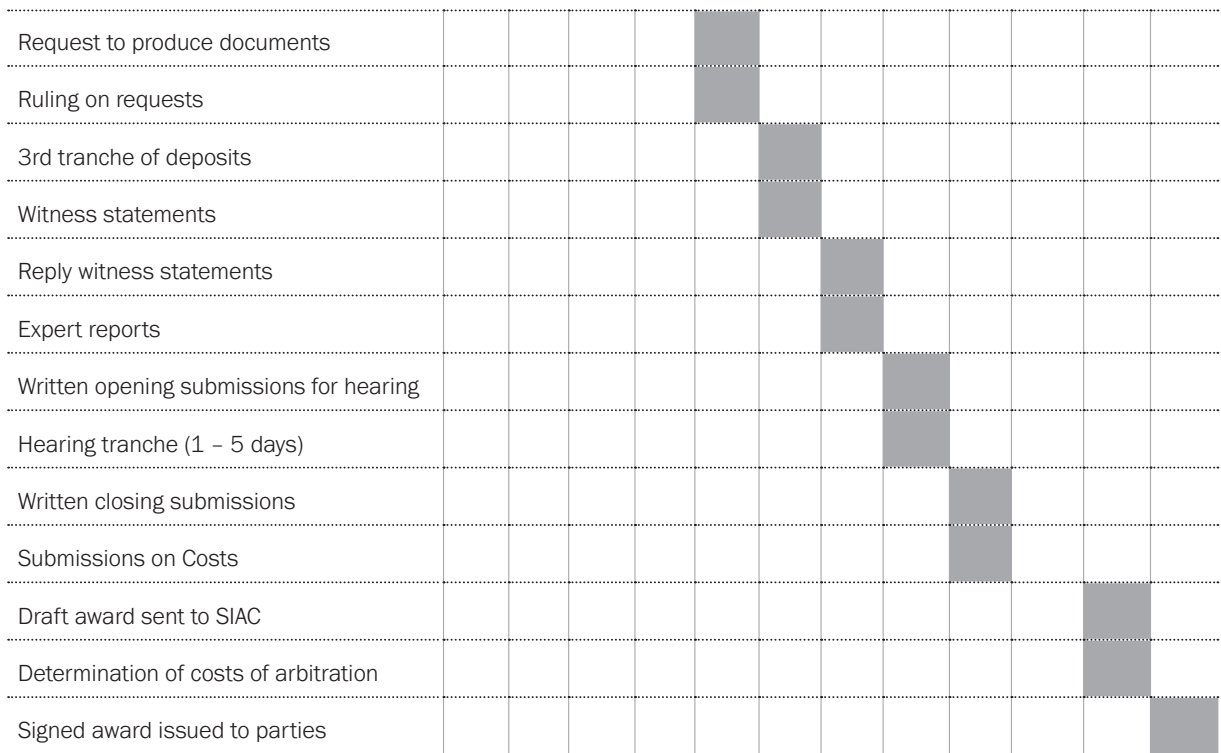 Request to produce documents
Ruling on requests
3rd tranche of deposits
Witness statements
Reply witness statements
Expert reports
Written opening submissions for hearing
Hearing tranche (1 – 5 days)
Written closing submissions
Submissions on Costs
Draft award sent to SIAC
Determination of costs of arbitration
Signed award issued to parties